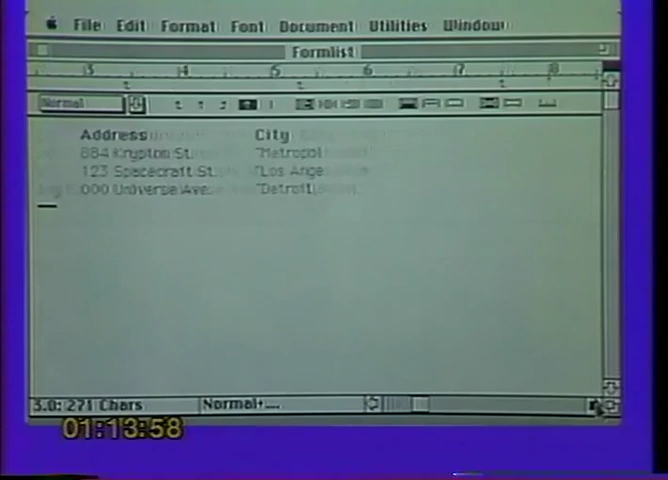 File Edit Format Font Document Utilities Window
Formlist
3 4 5 6 7 8
Normal
Address City
884 Krypton St. "Metropol
123 Spacecraft St. "Los Ange
000 Universe Ave. "Detroit,
3.0: 271 Chars Normal+....
01:13:58